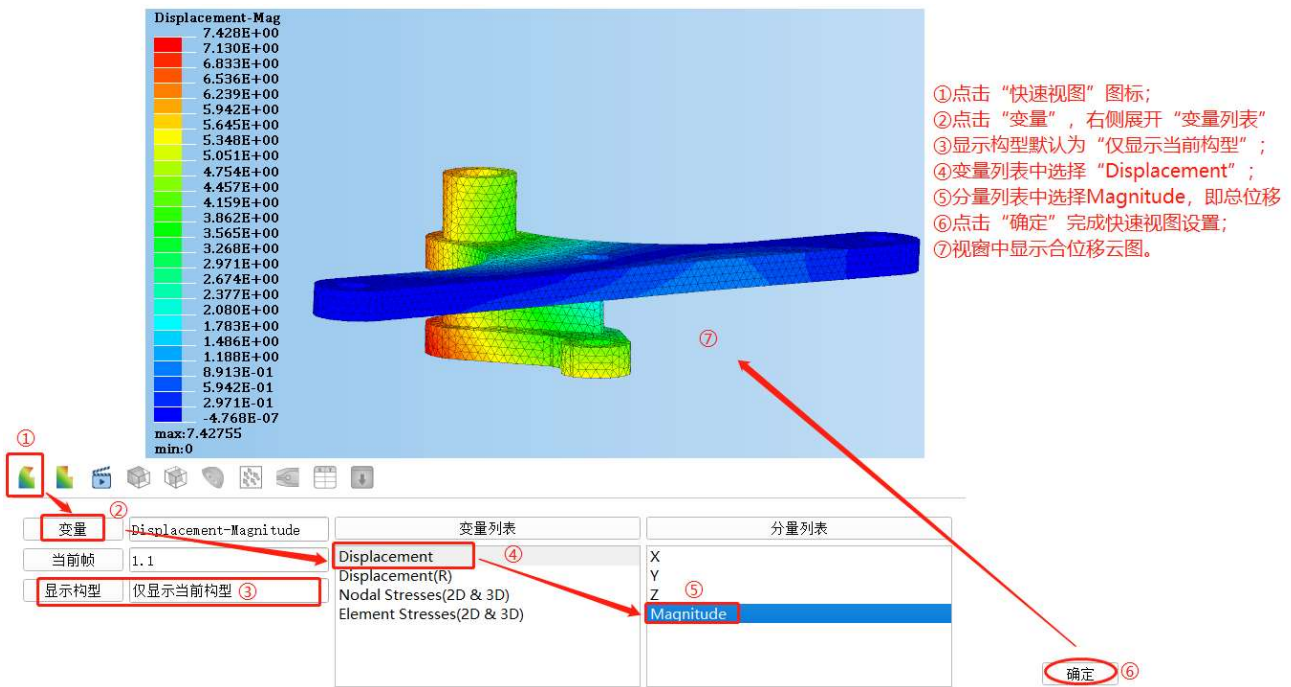 Displacement-Mag
7.428E+00
7.130E+00
6.833E+00
6.536E+00
6.239E+00
5.942E+00
5.645E+00
5.348E+00
5.051E+00
4.754E+00
4.457E+00
4.159E+00
3.862E+00
3.565E+00
3.268E+00
2.971E+00
2.674E+00
2.377E+00
2.080E+00
1.783E+00
1.486E+00
1.188E+00
8.913E-01
5.942E-01
2.971E-01
-4.768E-07
max:7.42755
min:0
⑦
①点击“快速视图”图标;
②点击“变量”，右侧展开“变量列表”
③显示构型默认为“仅显示当前构型”;
④变量列表中选择“Displacement”;
⑤分量列表中选择Magnitude，即总位移
⑥点击“确定”完成快速视图设置;
⑦视窗中显示合位移云图。
①
②
变量 Displacement-Magnitude 变量列表 分量列表
当前帧 1.1
显示构型 仅显示当前构型 ③
Displacement ④
Displacement(R)
Nodal Stresses(2D & 3D)
Element Stresses(2D & 3D)
X
Y
Z ⑤
Magnitude
确定 ⑥